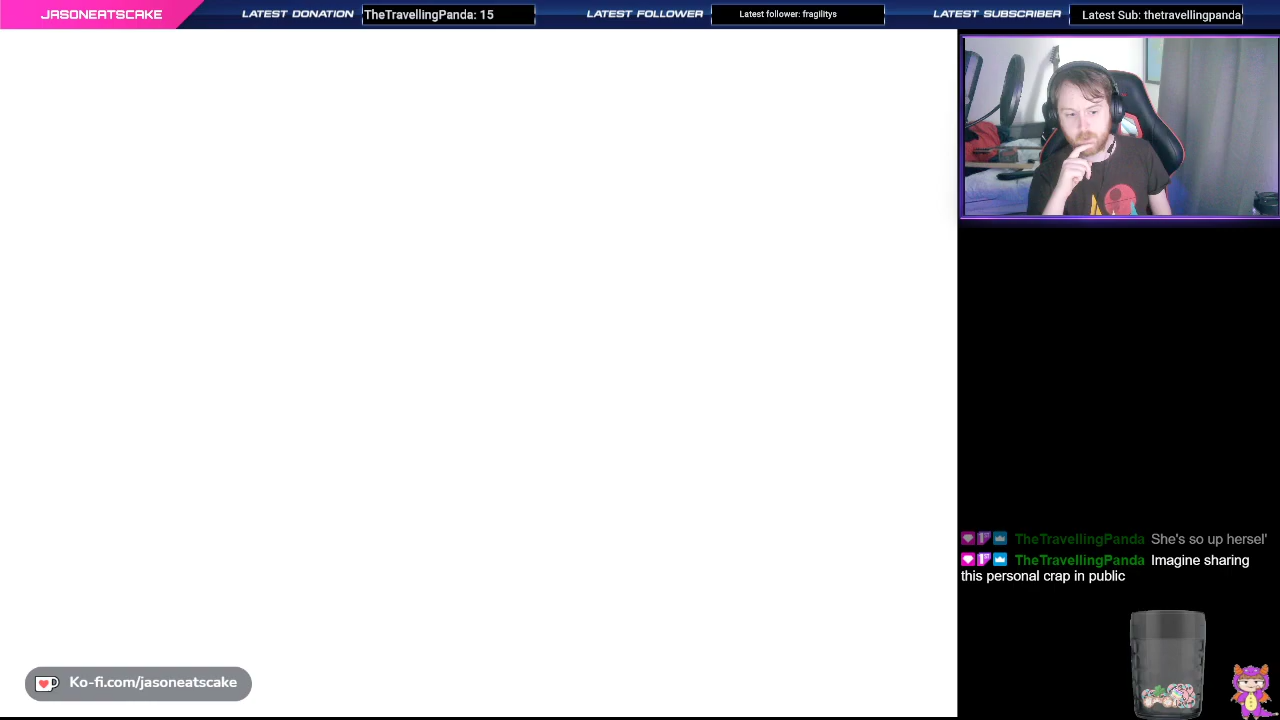 JASONEATSCAKE
LATEST DONATION
TheTravellingPanda: 15
LATEST FOLLOWER
Latest follower: fragilitys
LATEST SUBSCRIBER
Latest Sub: thetravellingpanda
TheTravellingPanda She's so up hersel'
TheTravellingPanda Imagine sharing
this personal crap in public
Ko-fi.com/jasoneatscake